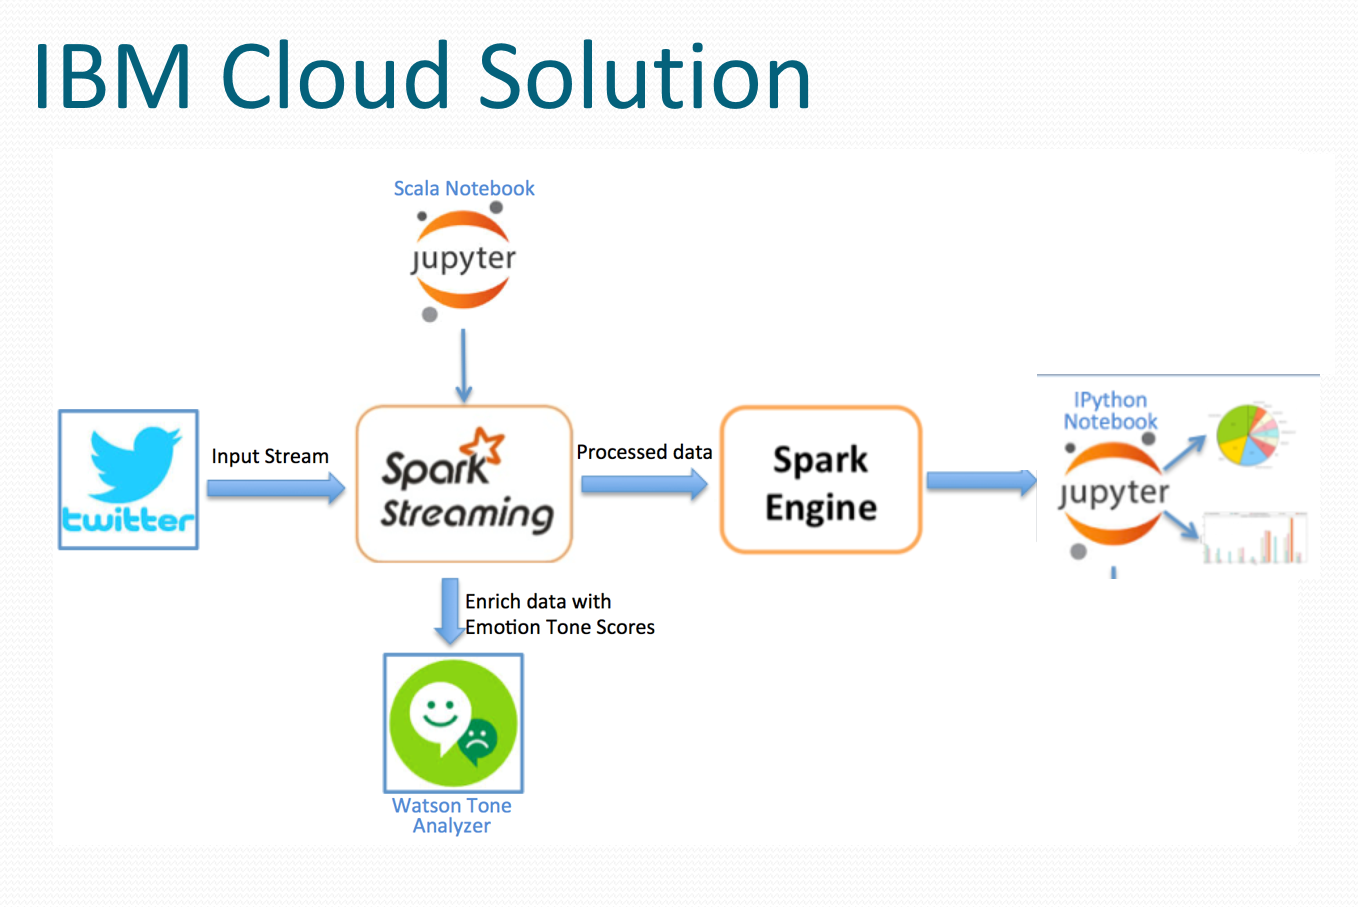 IBM Cloud Solution
Scala Notebook
jupyter
twitter
Input Stream
Spark
Streaming
Processed data
Spark
Engine
IPython
Notebook
jupyter
Enrich data with
Emotion Tone Scores
Watson Tone
Analyzer